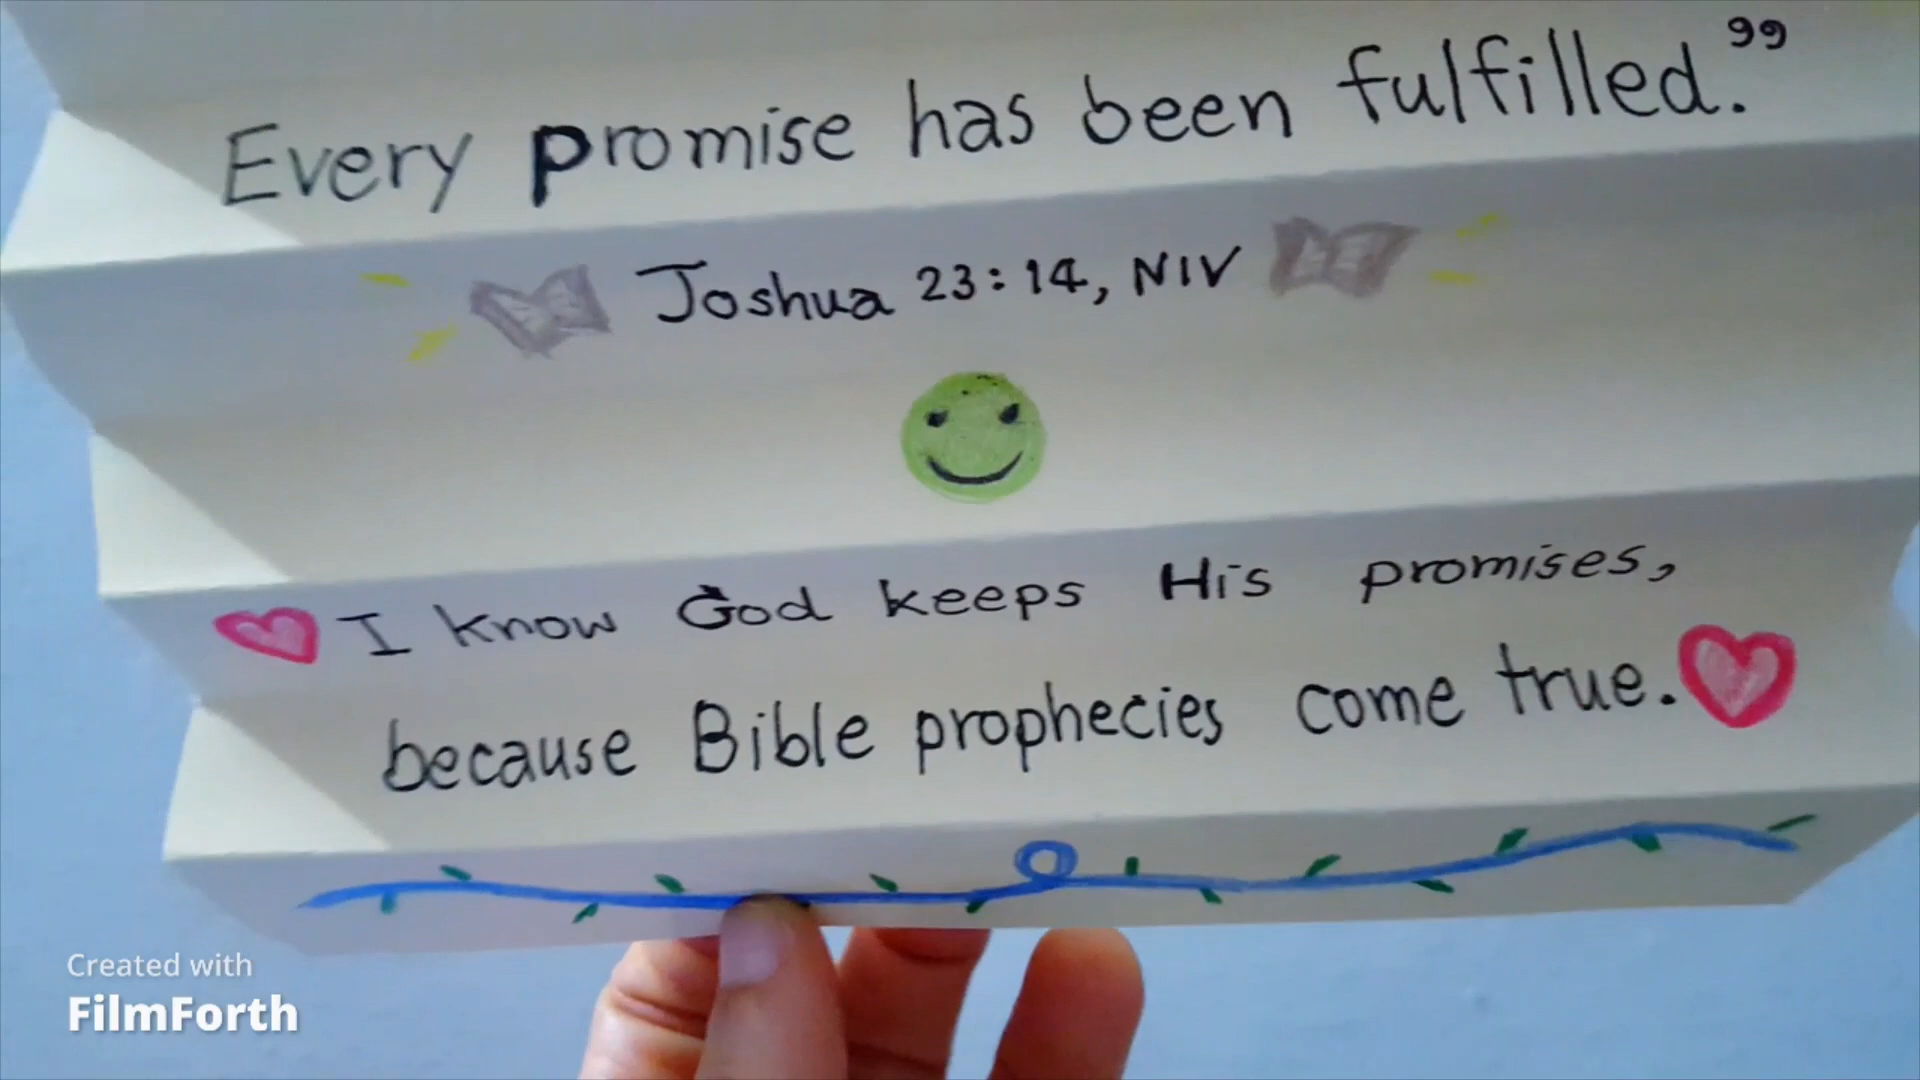 Every promise has been fulfilled.”
Joshua 23:14, NIV
I know God keeps His promises,
because Bible prophecies come true.
Created with
FilmForth